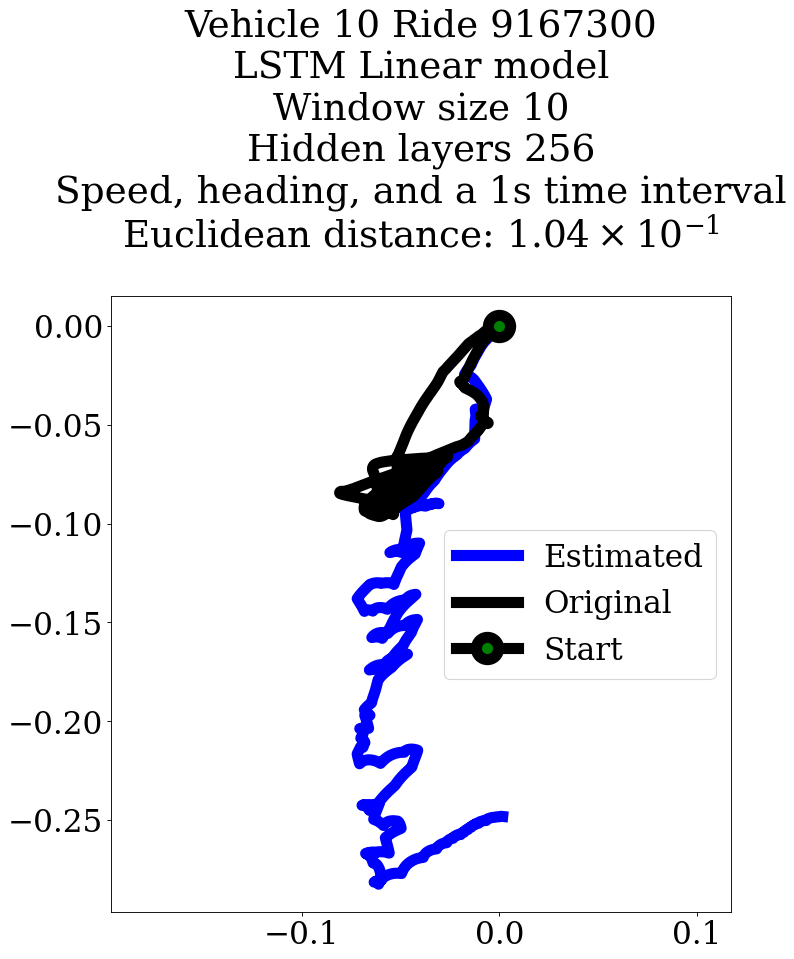 Vehicle 10 Ride 9167300
LSTM Linear model
Window size 10
Hidden layers 256
Speed, heading, and a 1s time interval
Euclidean distance: 1.04 × 10⁻¹
0.00
−0.05
−0.10
−0.15
−0.20
−0.25
Estimated
Original
Start
−0.1
0.0
0.1